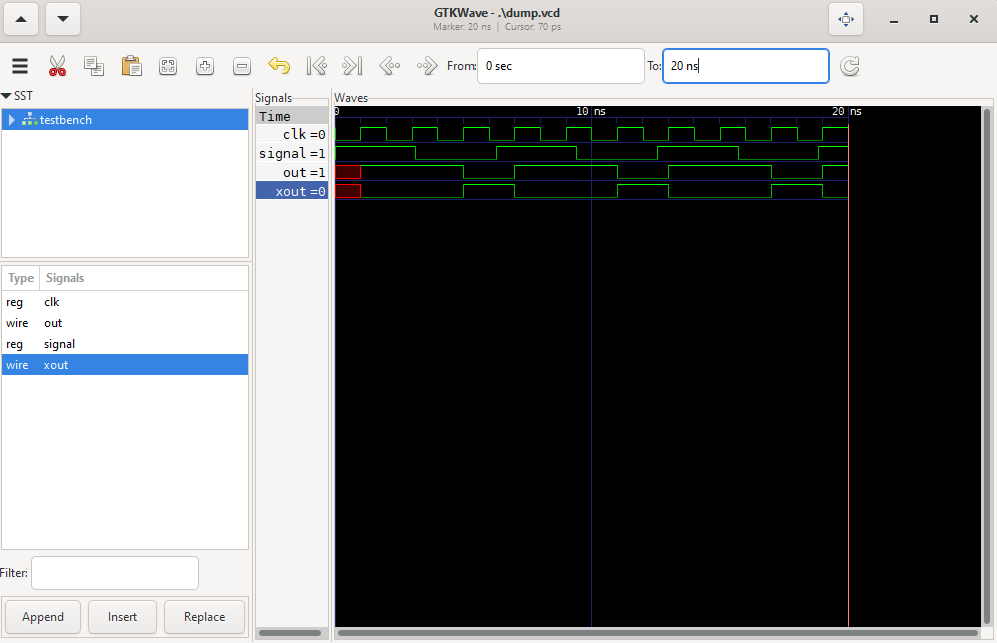 GTKWave - .\dump.vcd
Marker: 20 ns | Cursor: 70 ps
From: 0 sec To: 20 ns
SST
testbench
Type Signals
reg clk
wire out
reg signal
wire xout
Filter:
Append Insert Replace
Signals
Time
clk =0
signal =1
out =1
xout =0
Waves
0 10 ns 20 ns